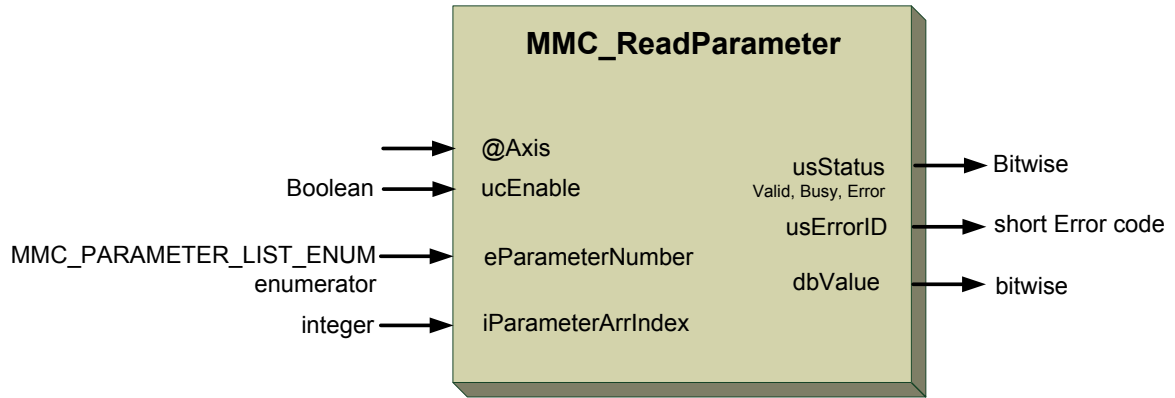 MMC_ReadParameter
@Axis
Boolean
ucEnable
MMC_PARAMETER_LIST_ENUM
enumerator
eParameterNumber
integer
iParameterArrIndex
usStatus
Valid, Busy, Error
Bitwise
usErrorID
short Error code
dbValue
bitwise